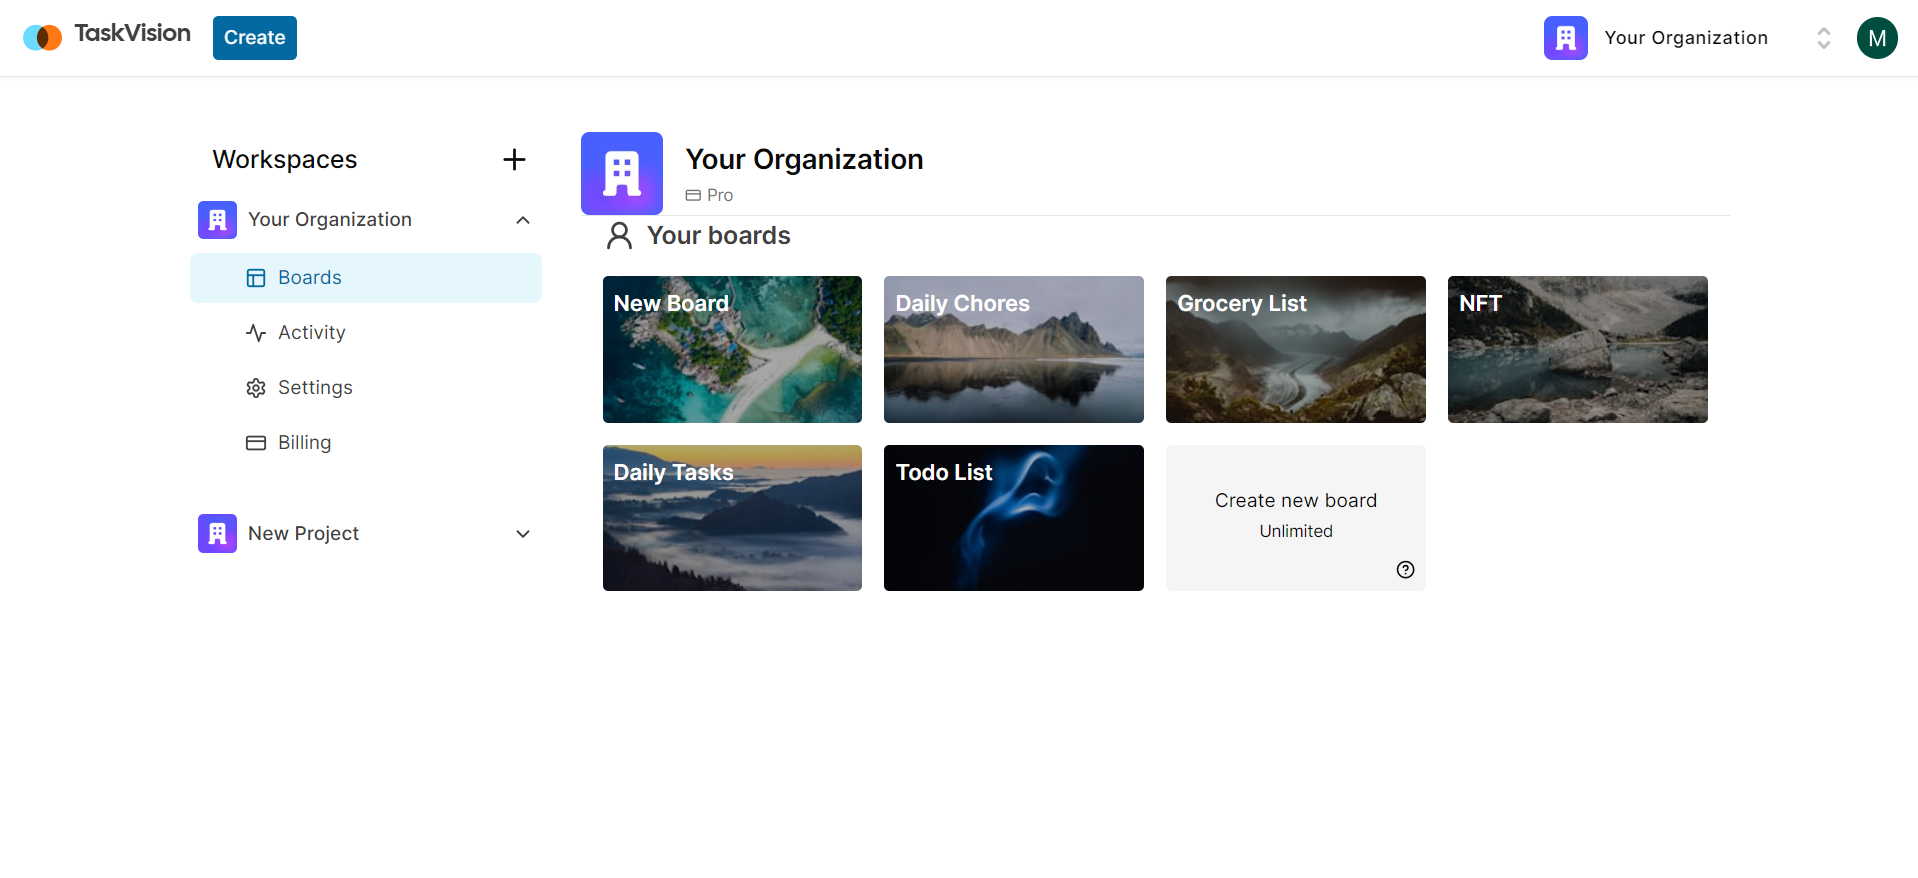 TaskVision
Create
Your Organization
M
Workspaces
Your Organization
Boards
Activity
Settings
Billing
New Project
Your Organization
Pro
Your boards
New Board
Daily Chores
Grocery List
NFT
Daily Tasks
Todo List
Create new board
Unlimited